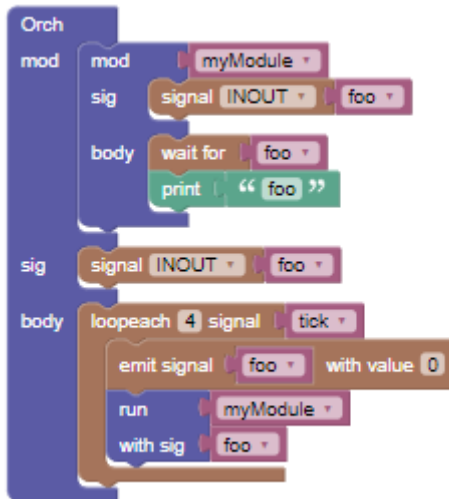 Orch
mod mod myModule
sig signal INOUT foo
body wait for foo
print “ foo ”
sig signal INOUT foo
body loopeach 4 signal tick
emit signal foo with value 0
run myModule
with sig foo